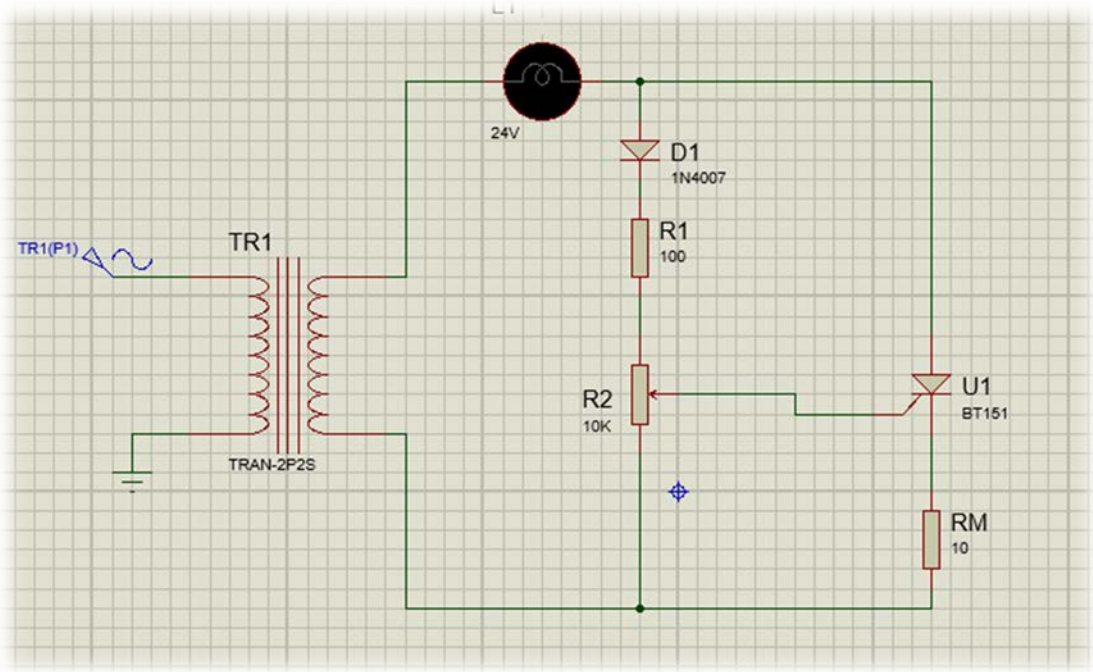 24V
D1
1N4007
R1
100
TR1(P1)
TR1
TRAN-2P2S
R2
10K
U1
BT151
RM
10